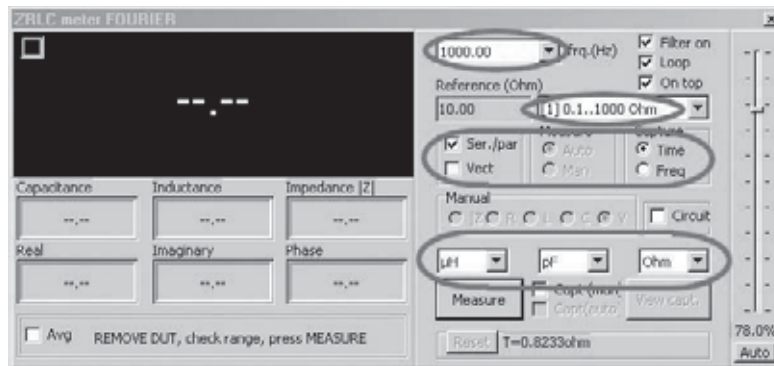 ZRLC meter FOURIER
--.--
1000.00 frq.(Hz) Filter on
Loop
Reference (Ohm) On top
10.00 [1] 0.1..1000 Ohm
Measure Capture
Ser./par Auto Time
Vect Man Freq
Capacitance Inductance Impedance |Z|
--,-- --,-- --,--
Manual
|Z R L C C V Circuit
Real Imaginary Phase
--,-- --,-- --,--
µH pF Ohm
Measure Capt.(man) View capt.
Capt(auto)
Avg REMOVE DUT, check range, press MEASURE
Reset T=0.8233ohm
78.0%
Auto